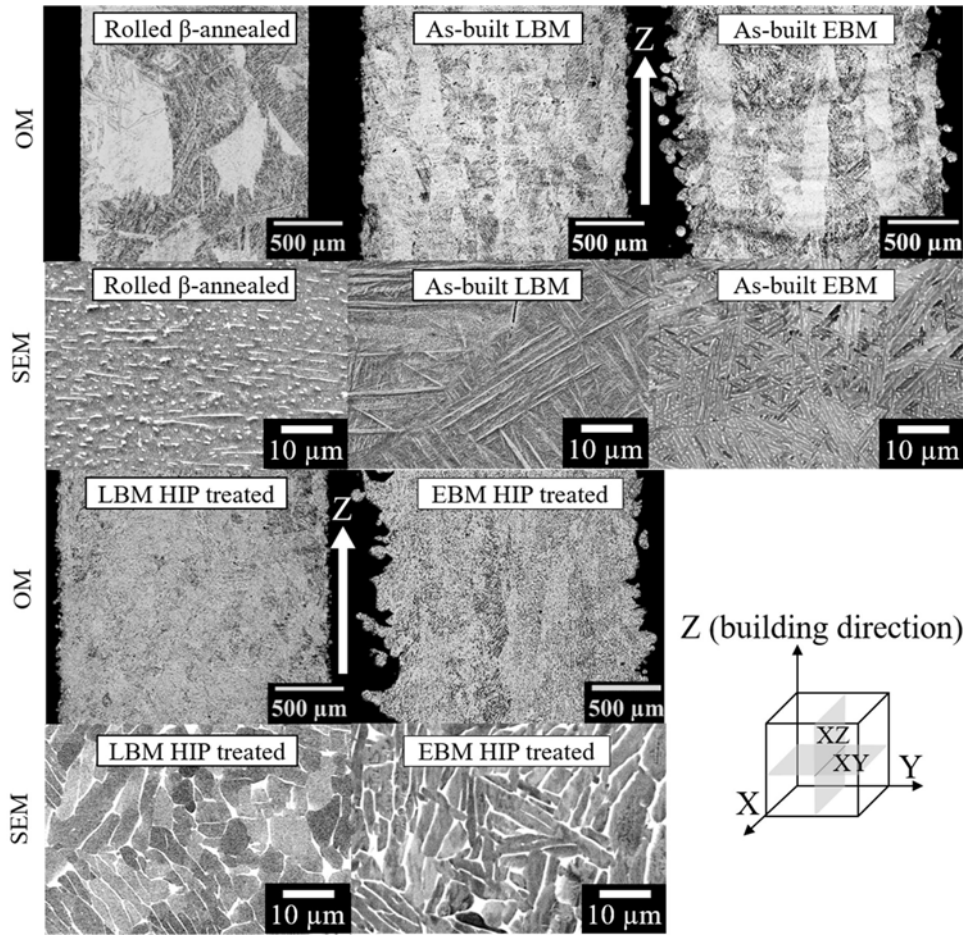 Rolled β-annealed
As-built LBM
As-built EBM
OM
Z
500 µm
500 µm
500 µm
Rolled β-annealed
As-built LBM
As-built EBM
SEM
10 µm
10 µm
10 µm
LBM HIP treated
EBM HIP treated
OM
Z
500 µm
500 µm
LBM HIP treated
EBM HIP treated
SEM
10 µm
10 µm
Z (building direction)
XZ
XY
Y
X